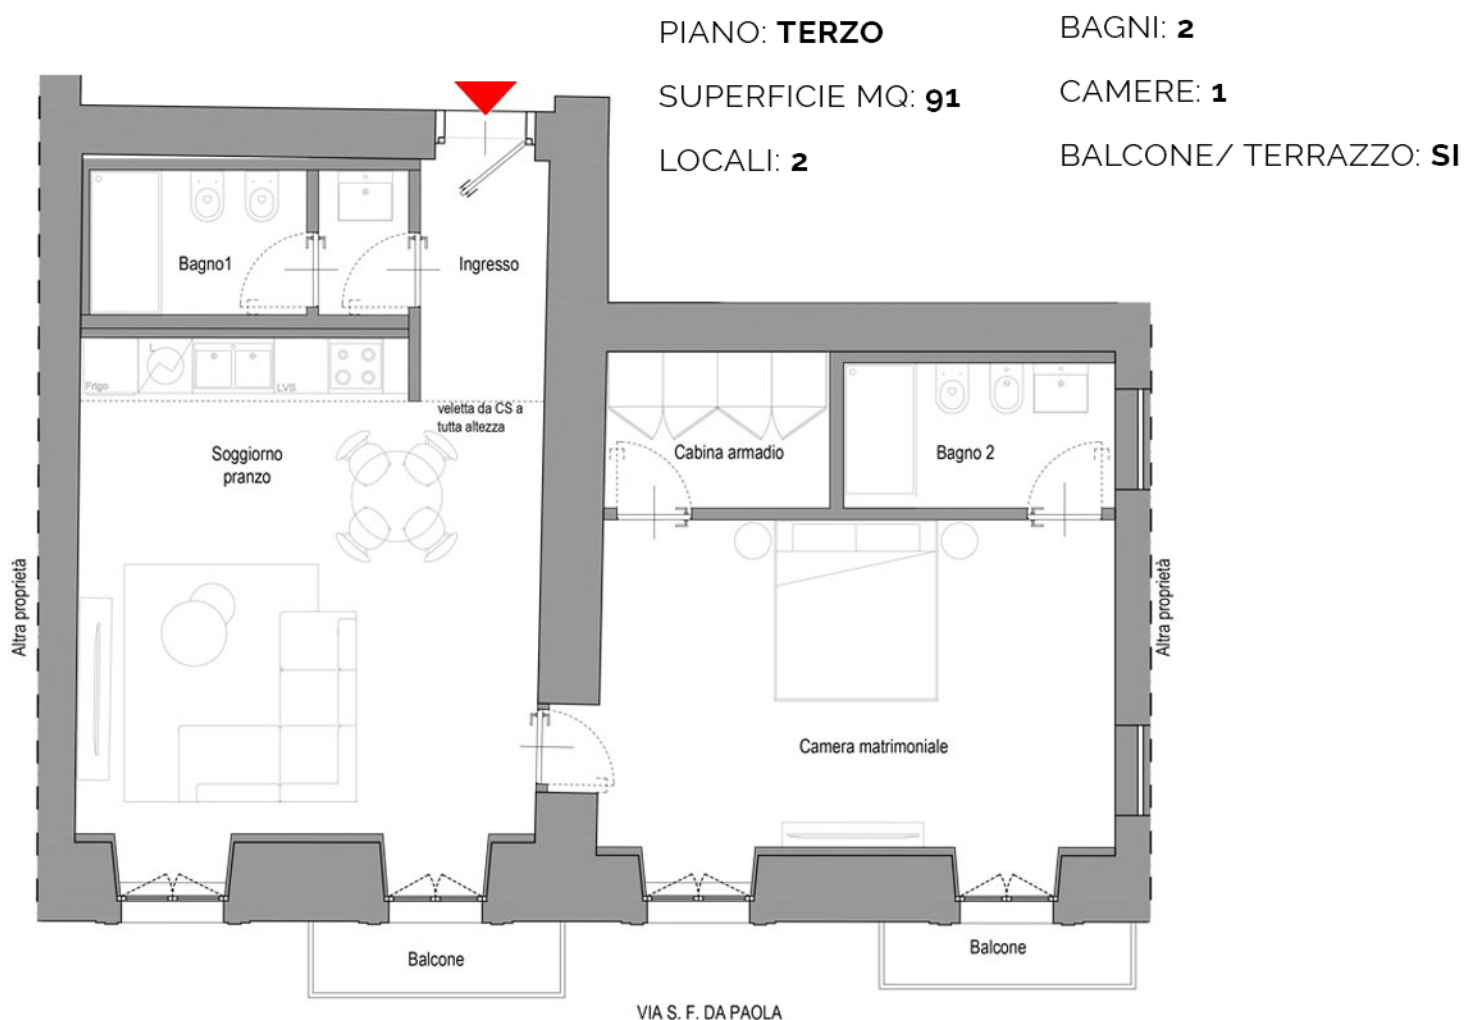 PIANO: TERZO
BAGNI: 2
SUPERFICIE MQ: 91
CAMERE: 1
LOCALI: 2
BALCONE/ TERRAZZO: SI
Bagno1
Ingresso
Frigo
LVS
veletta da CS a
tutta altezza
Soggiorno
pranzo
Cabina armadio
Bagno 2
Altra proprietà
Altra proprietà
Camera matrimoniale
Balcone
Balcone
VIA S. F. DA PAOLA